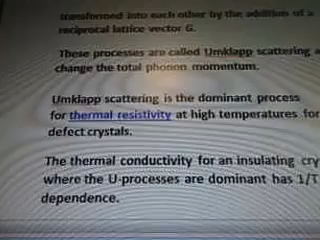 transformed into each other by the addition of a
reciprocal lattice vector G.
These processes are called Umklapp scattering a
change the total phonon momentum.
Umklapp scattering is the dominant process
for thermal resistivity at high temperatures for
defect crystals.
The thermal conductivity for an insulating cry
where the U-processes are dominant has 1/T
dependence.